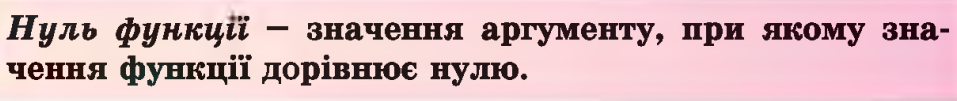 Нуль функції — значення аргументу, при якому зна-
чення функції дорівнює нулю.